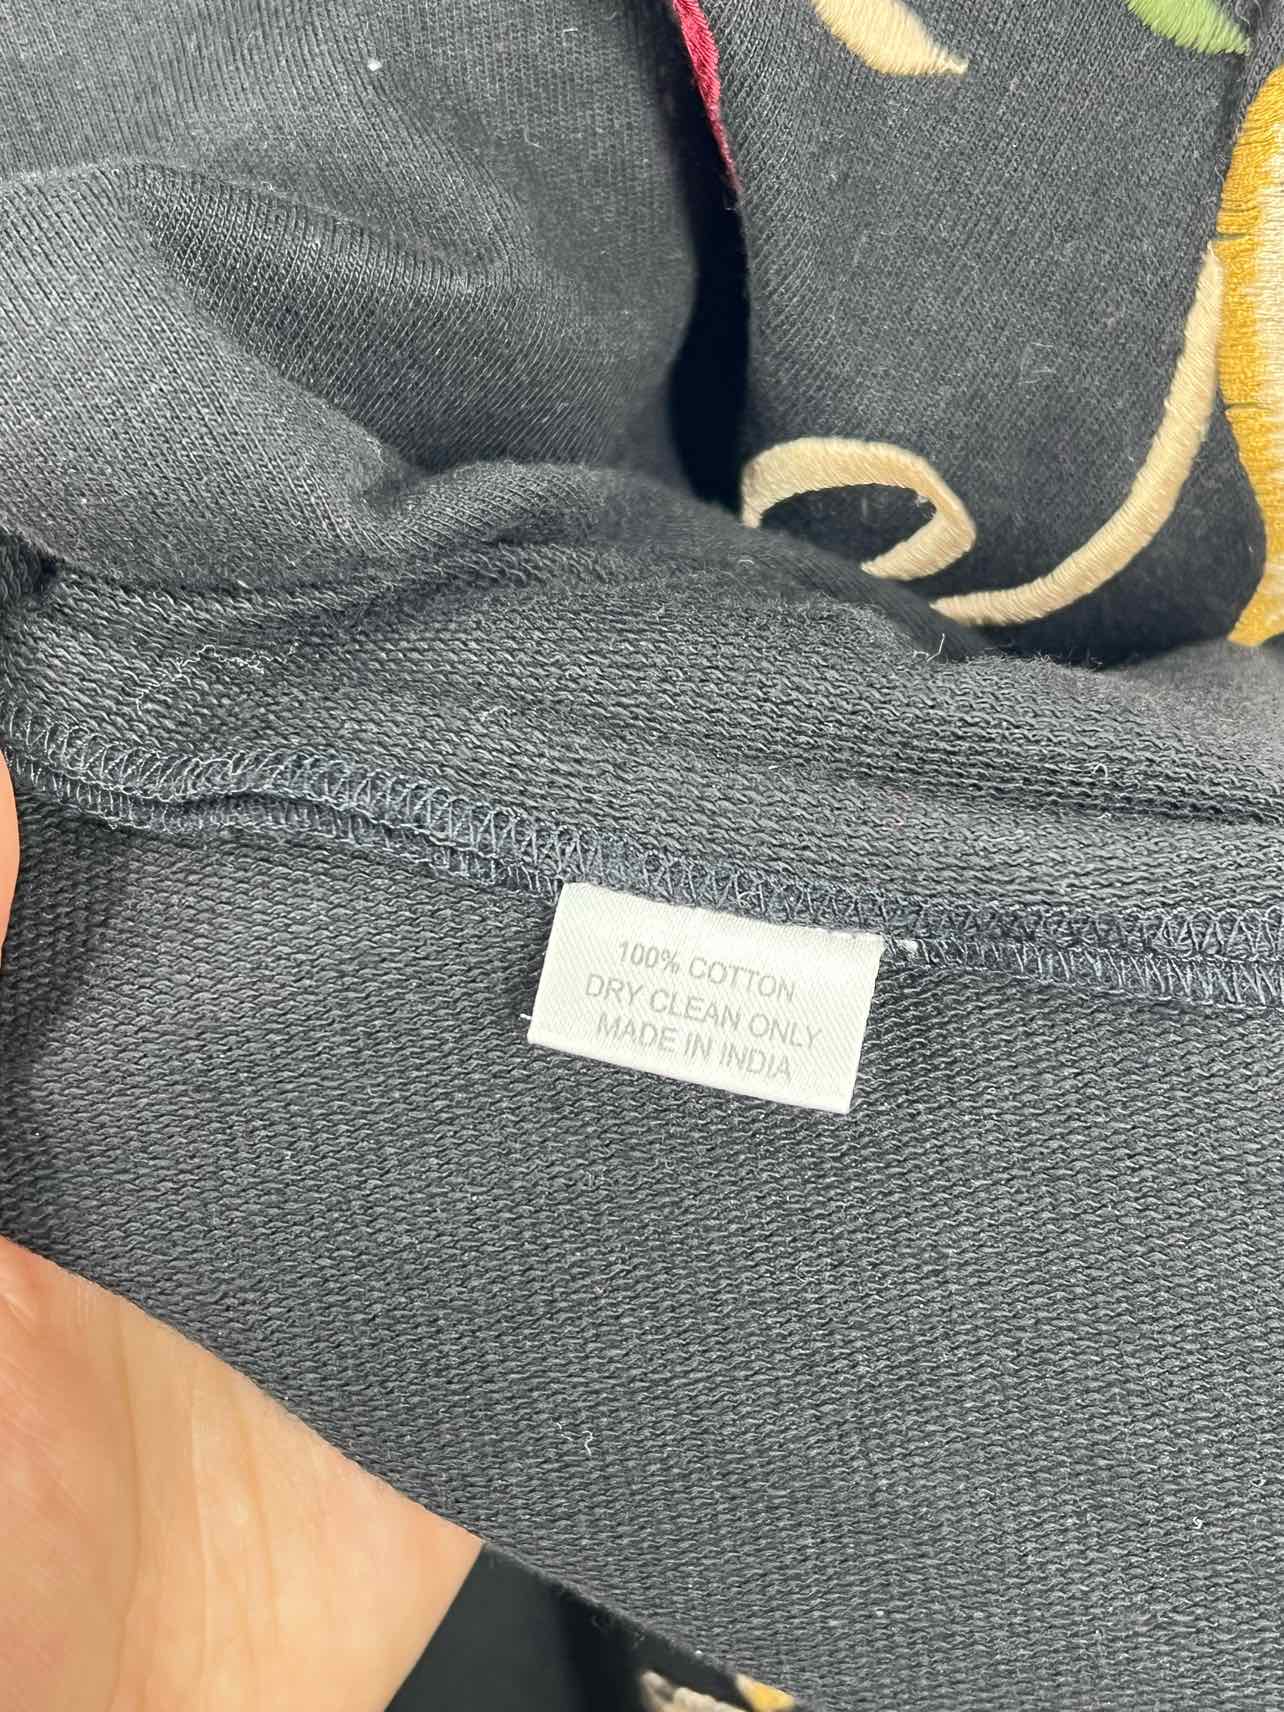 100% COTTON
DRY CLEAN ONLY
MADE IN INDIA